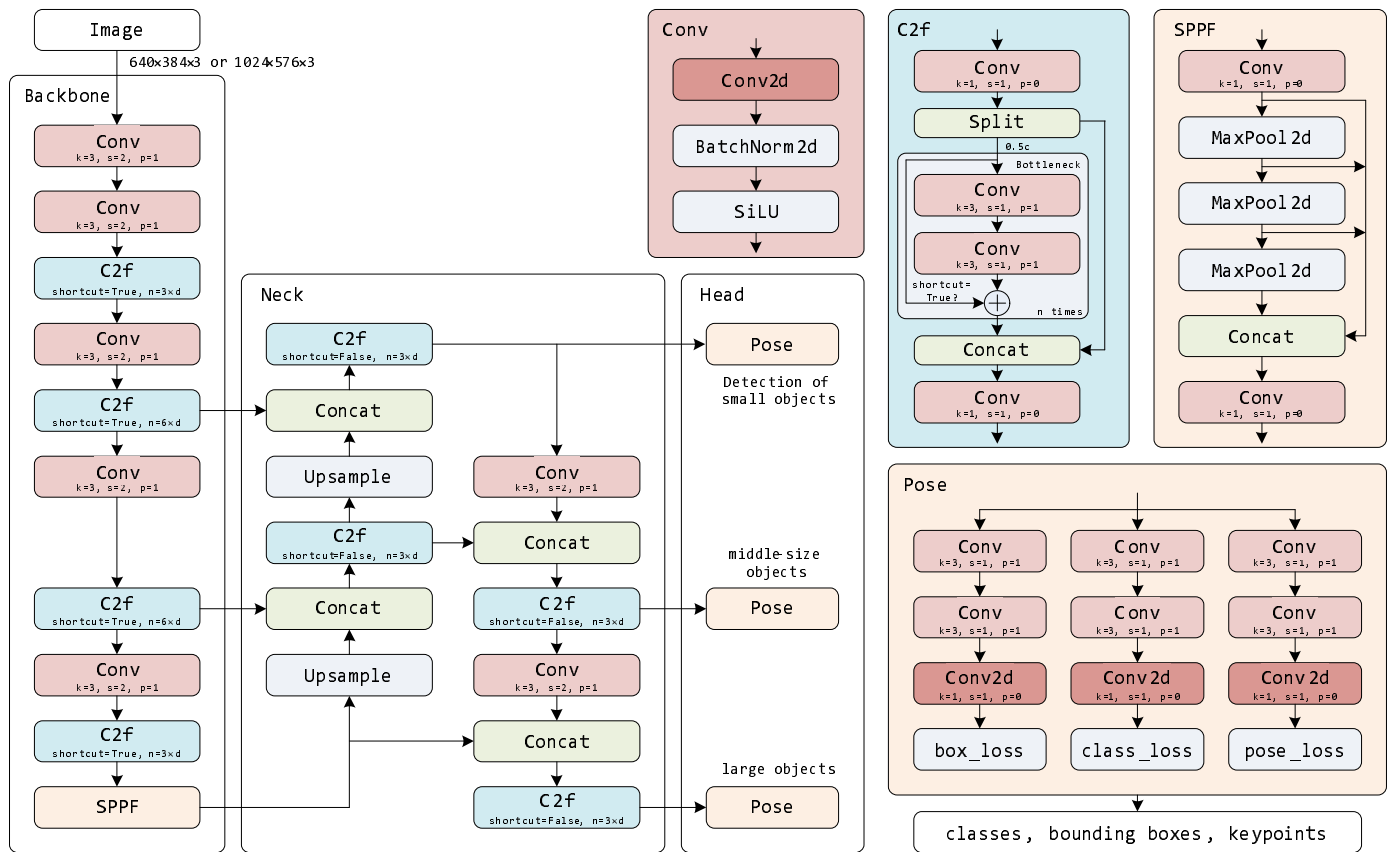 Image
640×384×3 or 1024×576×3
Backbone
Conv
k=3, s=2, p=1
Conv
k=3, s=2, p=1
C2f
shortcut=True, n=3×d
Conv
k=3, s=2, p=1
C2f
shortcut=True, n=6×d
Conv
k=3, s=2, p=1
C2f
shortcut=True, n=6×d
Conv
k=3, s=2, p=1
C2f
shortcut=True, n=3×d
SPPF
Neck
C2f
shortcut=False, n=3×d
Concat
Upsample
C2f
shortcut=False, n=3×d
Concat
Upsample
Conv
k=3, s=2, p=1
Concat
C2f
shortcut=False, n=3×d
Conv
k=3, s=2, p=1
Concat
C2f
shortcut=False, n=3×d
Head
Pose
Detection of
small objects
middle-size
objects
Pose
large objects
Pose
Conv
Conv2d
BatchNorm2d
SiLU
C2f
Conv
k=1, s=1, p=0
Split
0.5c
Bottleneck
Conv
k=3, s=1, p=1
Conv
k=3, s=1, p=1
shortcut=
True?
n times
Concat
Conv
k=1, s=1, p=0
SPPF
Conv
k=1, s=1, p=0
MaxPool2d
MaxPool2d
MaxPool2d
Concat
Conv
k=1, s=1, p=0
Pose
Conv
k=3, s=1, p=1
Conv
k=3, s=1, p=1
Conv
k=3, s=1, p=1
Conv
k=3, s=1, p=1
Conv
k=3, s=1, p=1
Conv
k=3, s=1, p=1
Conv2d
k=1, s=1, p=0
Conv2d
k=1, s=1, p=0
Conv2d
k=1, s=1, p=0
box_loss
class_loss
pose_loss
classes, bounding boxes, keypoints